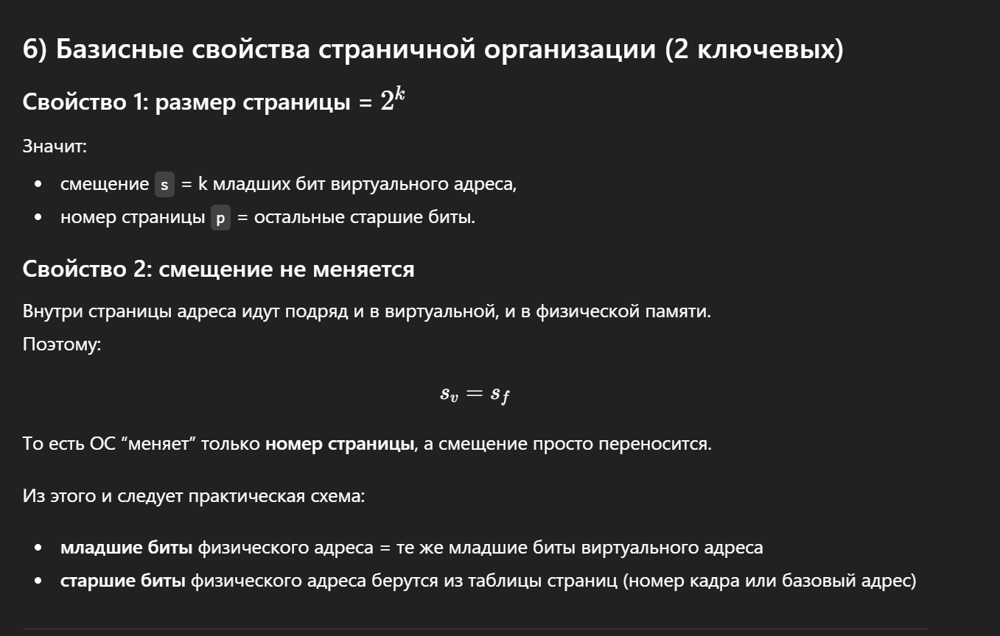 6) Базисные свойства страничной организации (2 ключевых)
Свойство 1: размер страницы = 2^k
Значит:
• смещение s = k младших бит виртуального адреса,
• номер страницы p = остальные старшие биты.
Свойство 2: смещение не меняется
Внутри страницы адреса идут подряд и в виртуальной, и в физической памяти.
Поэтому:
s_v = s_f
То есть ОС “меняет” только номер страницы, а смещение просто переносится.
Из этого и следует практическая схема:
• младшие биты физического адреса = те же младшие биты виртуального адреса
• старшие биты физического адреса берутся из таблицы страниц (номер кадра или базовый адрес)